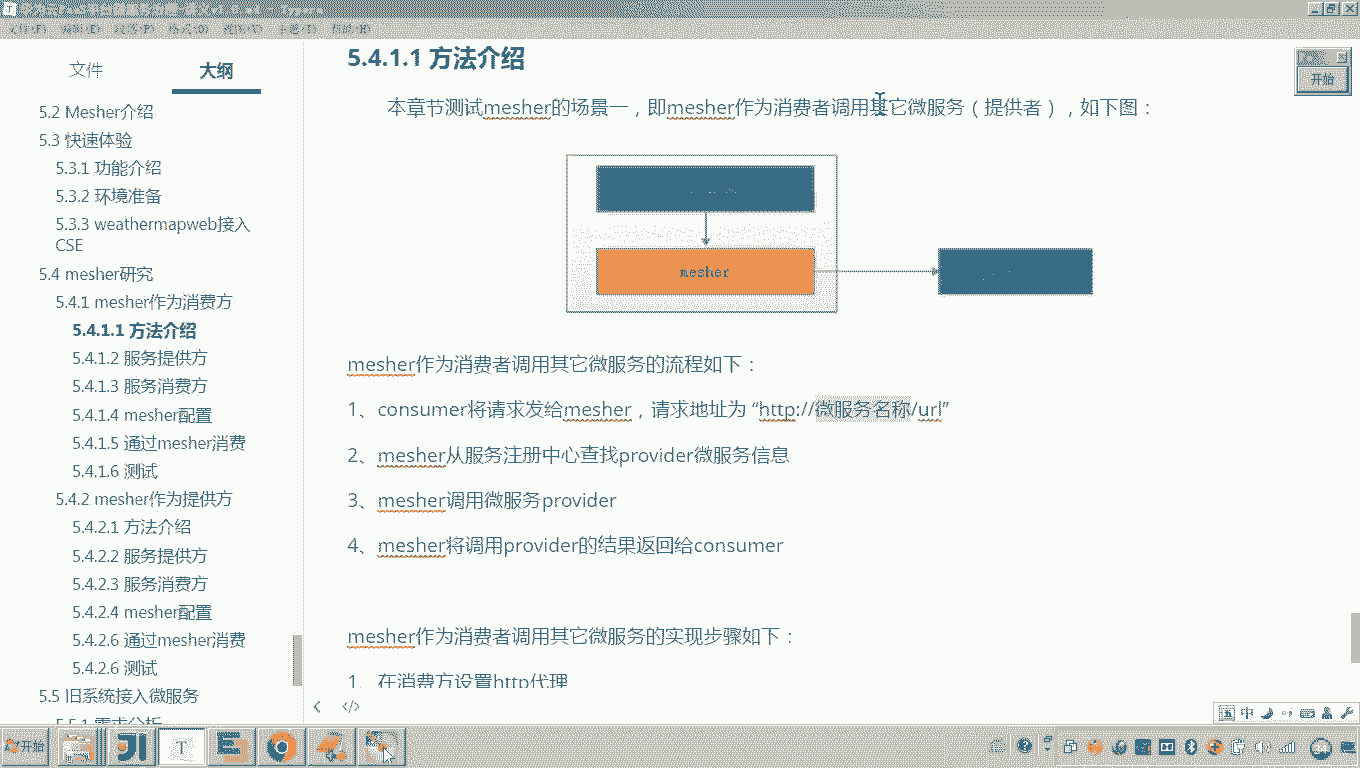 文件(F) 编辑(E) 段落(P) 格式(O) 视图(V) 主题(T) 帮助(H)
文件
大纲
5.2 Mesher介绍
5.3 快速体验
5.3.1 功能介绍
5.3.2 环境准备
5.3.3 weathermapweb接入
CSE
5.4 mesher研究
5.4.1 mesher作为消费方
5.4.1.1 方法介绍
5.4.1.2 服务提供方
5.4.1.3 服务消费方
5.4.1.4 mesher配置
5.4.1.5 通过mesher消费
5.4.1.6 测试
5.4.2 mesher作为提供方
5.4.2.1 方法介绍
5.4.2.2 服务提供方
5.4.2.3 服务消费方
5.4.2.4 mesher配置
5.4.2.6 通过mesher消费
5.4.2.6 测试
5.5 旧系统接入微服务
5.5.1 需求分析
5.4.1.1 方法介绍
开始
本章节测试mesher的场景一，即mesher作为消费者调用其它微服务（提供者），如下图：
mesher
mesher作为消费者调用其它微服务的流程如下：
1、consumer将请求发给mesher，请求地址为 “http://微服务名称/url”
2、mesher从服务注册中心查找provider微服务信息
3、mesher调用微服务provider
4、mesher将调用provider的结果返回给consumer
mesher作为消费者调用其它微服务的实现步骤如下：
1、在消费方设置http代理
五 中
开始
34